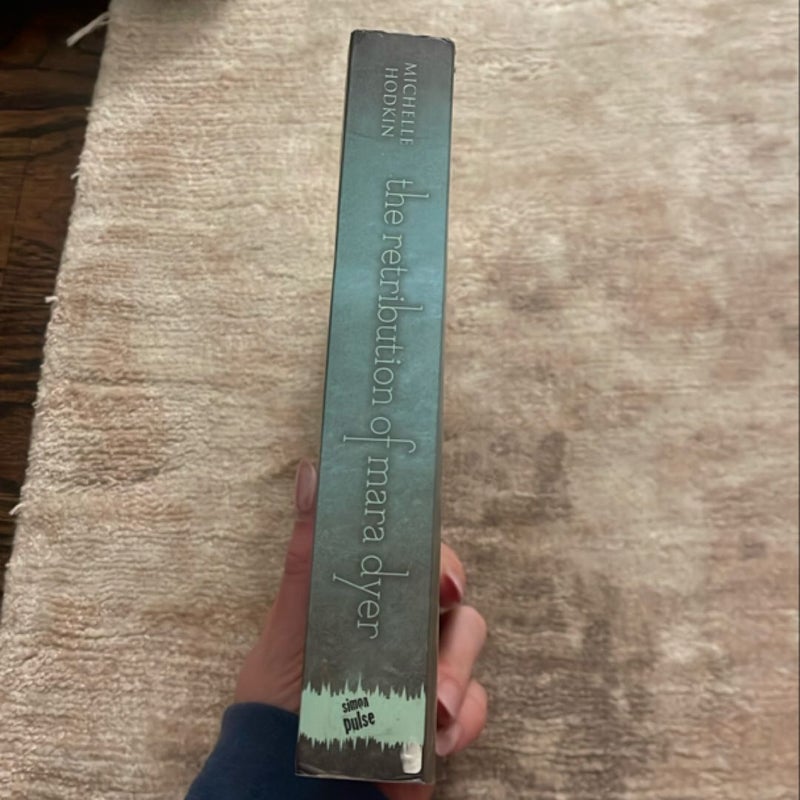 MICHELLE
HODKIN
the retribution of mara dyer
simon
pulse